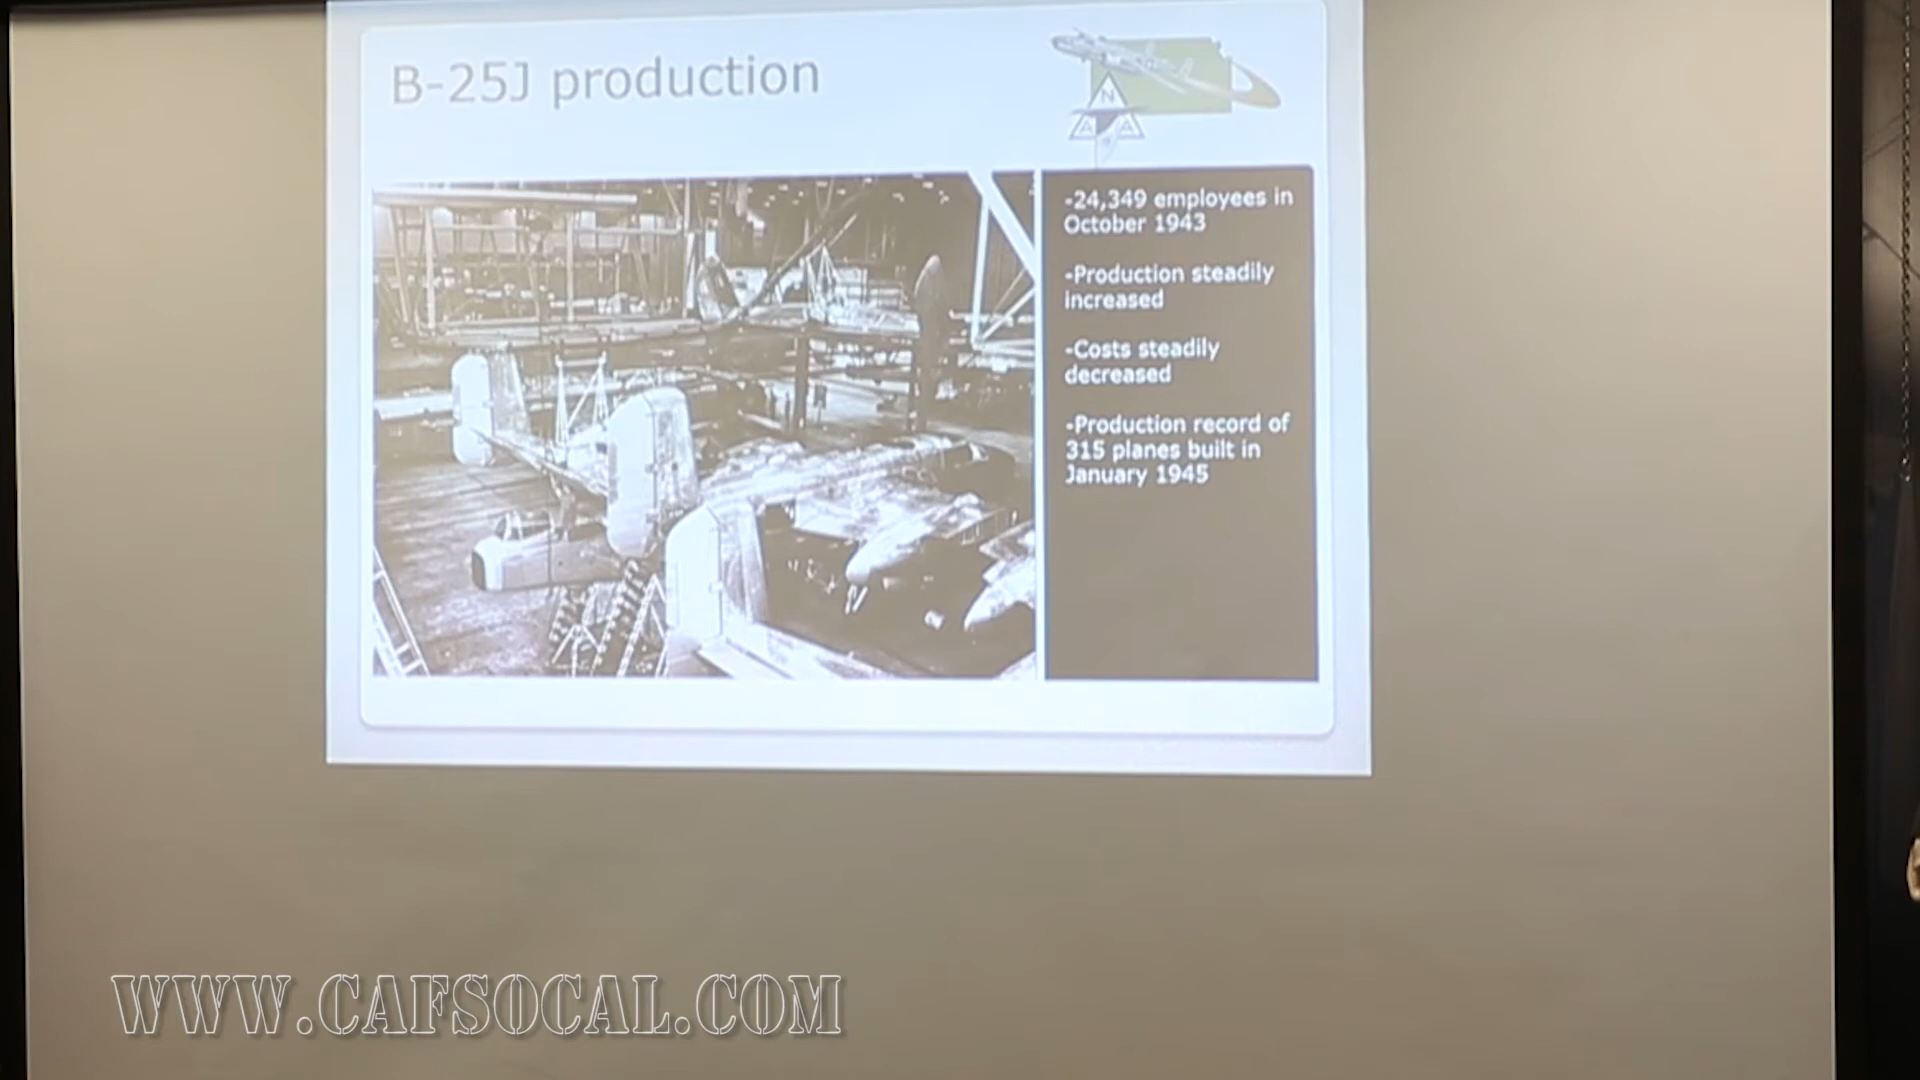 B-25J production
N
A A
-24,349 employees in
October 1943
-Production steadily
increased
-Costs steadily
decreased
-Production record of
315 planes built in
January 1945
WWW.CAFSOCAL.COM